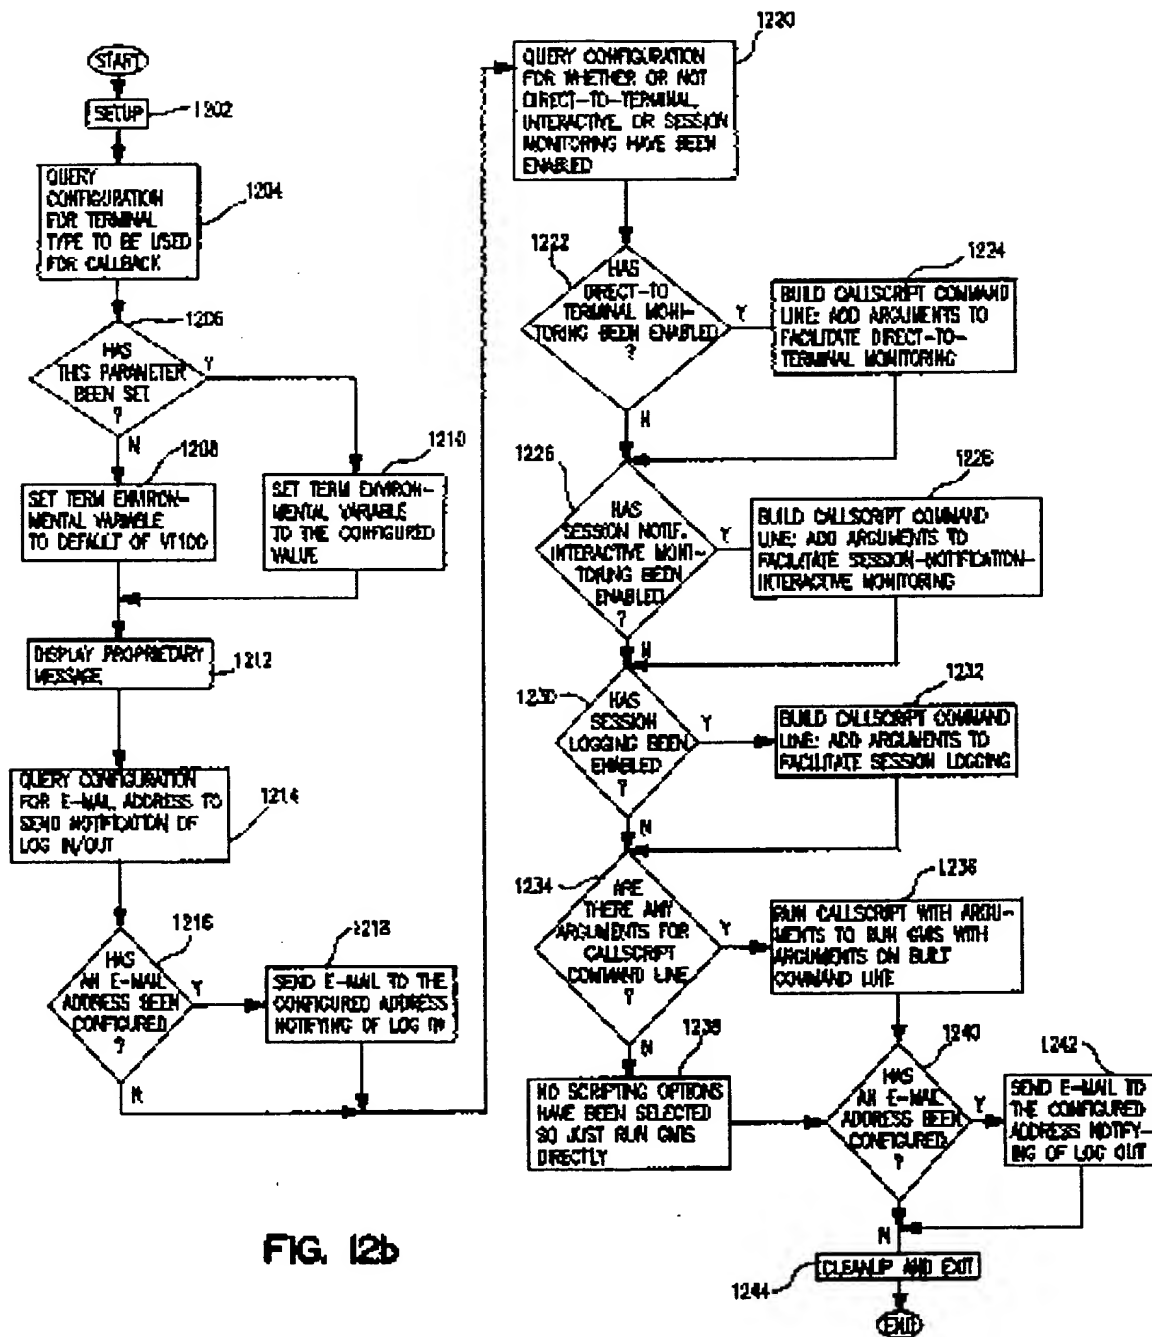 START
SETUP
1202
QUERY
CONFIGURATION
FOR TERMINAL
TYPE TO BE USED
FOR CALLBACK
1204
1206
HAS
THIS PARAMETER
BEEN SET
?
Y
N
1208
SET TERM ENVIRON-
MENTAL VARIABLE
TO DEFAULT OF VT100
1210
SET TERM ENVIRON-
MENTAL VARIABLE
TO THE CONFIGURED
VALUE
DISPLAY PROPRIETARY
MESSAGE
1212
QUERY CONFIGURATION
FOR E-MAIL ADDRESS TO
SEND NOTIFICATION OF
LOG IN/OUT
1214
1216
HAS
AN E-MAIL
ADDRESS BEEN
CONFIGURED
?
Y
N
1218
SEND E-MAIL TO THE
CONFIGURED ADDRESS
NOTIFYING OF LOG IN
1220
QUERY CONFIGURATION
FOR WHETHER OR NOT
DIRECT-TO-TERMINAL,
INTERACTIVE, OR SESSION
MONITORING HAVE BEEN
ENABLED
1222
HAS
DIRECT-TO
TERMINAL MONI-
TORING BEEN ENABLED
?
Y
N
1224
BUILD CALLSCRIPT COMMAND
LINE: ADD ARGUMENTS TO
FACILITATE DIRECT-TO-
TERMINAL MONITORING
1226
HAS
SESSION NOTIF.
INTERACTIVE MONI-
TORING BEEN
ENABLED
?
Y
N
1228
BUILD CALLSCRIPT COMMAND
LINE: ADD ARGUMENTS TO
FACILITATE SESSION-NOTIFICATION-
INTERACTIVE MONITORING
1230
HAS
SESSION
LOGGING BEEN
ENABLED
?
Y
N
1232
BUILD CALLSCRIPT COMMAND
LINE: ADD ARGUMENTS TO
FACILITATE SESSION LOGGING
1234
ARE
THERE ANY
ARGUMENTS FOR
CALLSCRIPT
COMMAND LINE
?
Y
N
1236
RUN CALLSCRIPT WITH ARGU-
MENTS TO RUN GMIS WITH
ARGUMENTS ON BUILT
COMMAND LINE
1238
NO SCRIPTING OPTIONS
HAVE BEEN SELECTED
SO JUST RUN GMIS
DIRECTLY
1240
HAS
AN E-MAIL
ADDRESS BEEN
CONFIGURED
?
Y
N
1242
SEND E-MAIL TO
THE CONFIGURED
ADDRESS NOTIFY-
ING OF LOG OUT
CLEANUP AND EXIT
1244
END
FIG. 12b